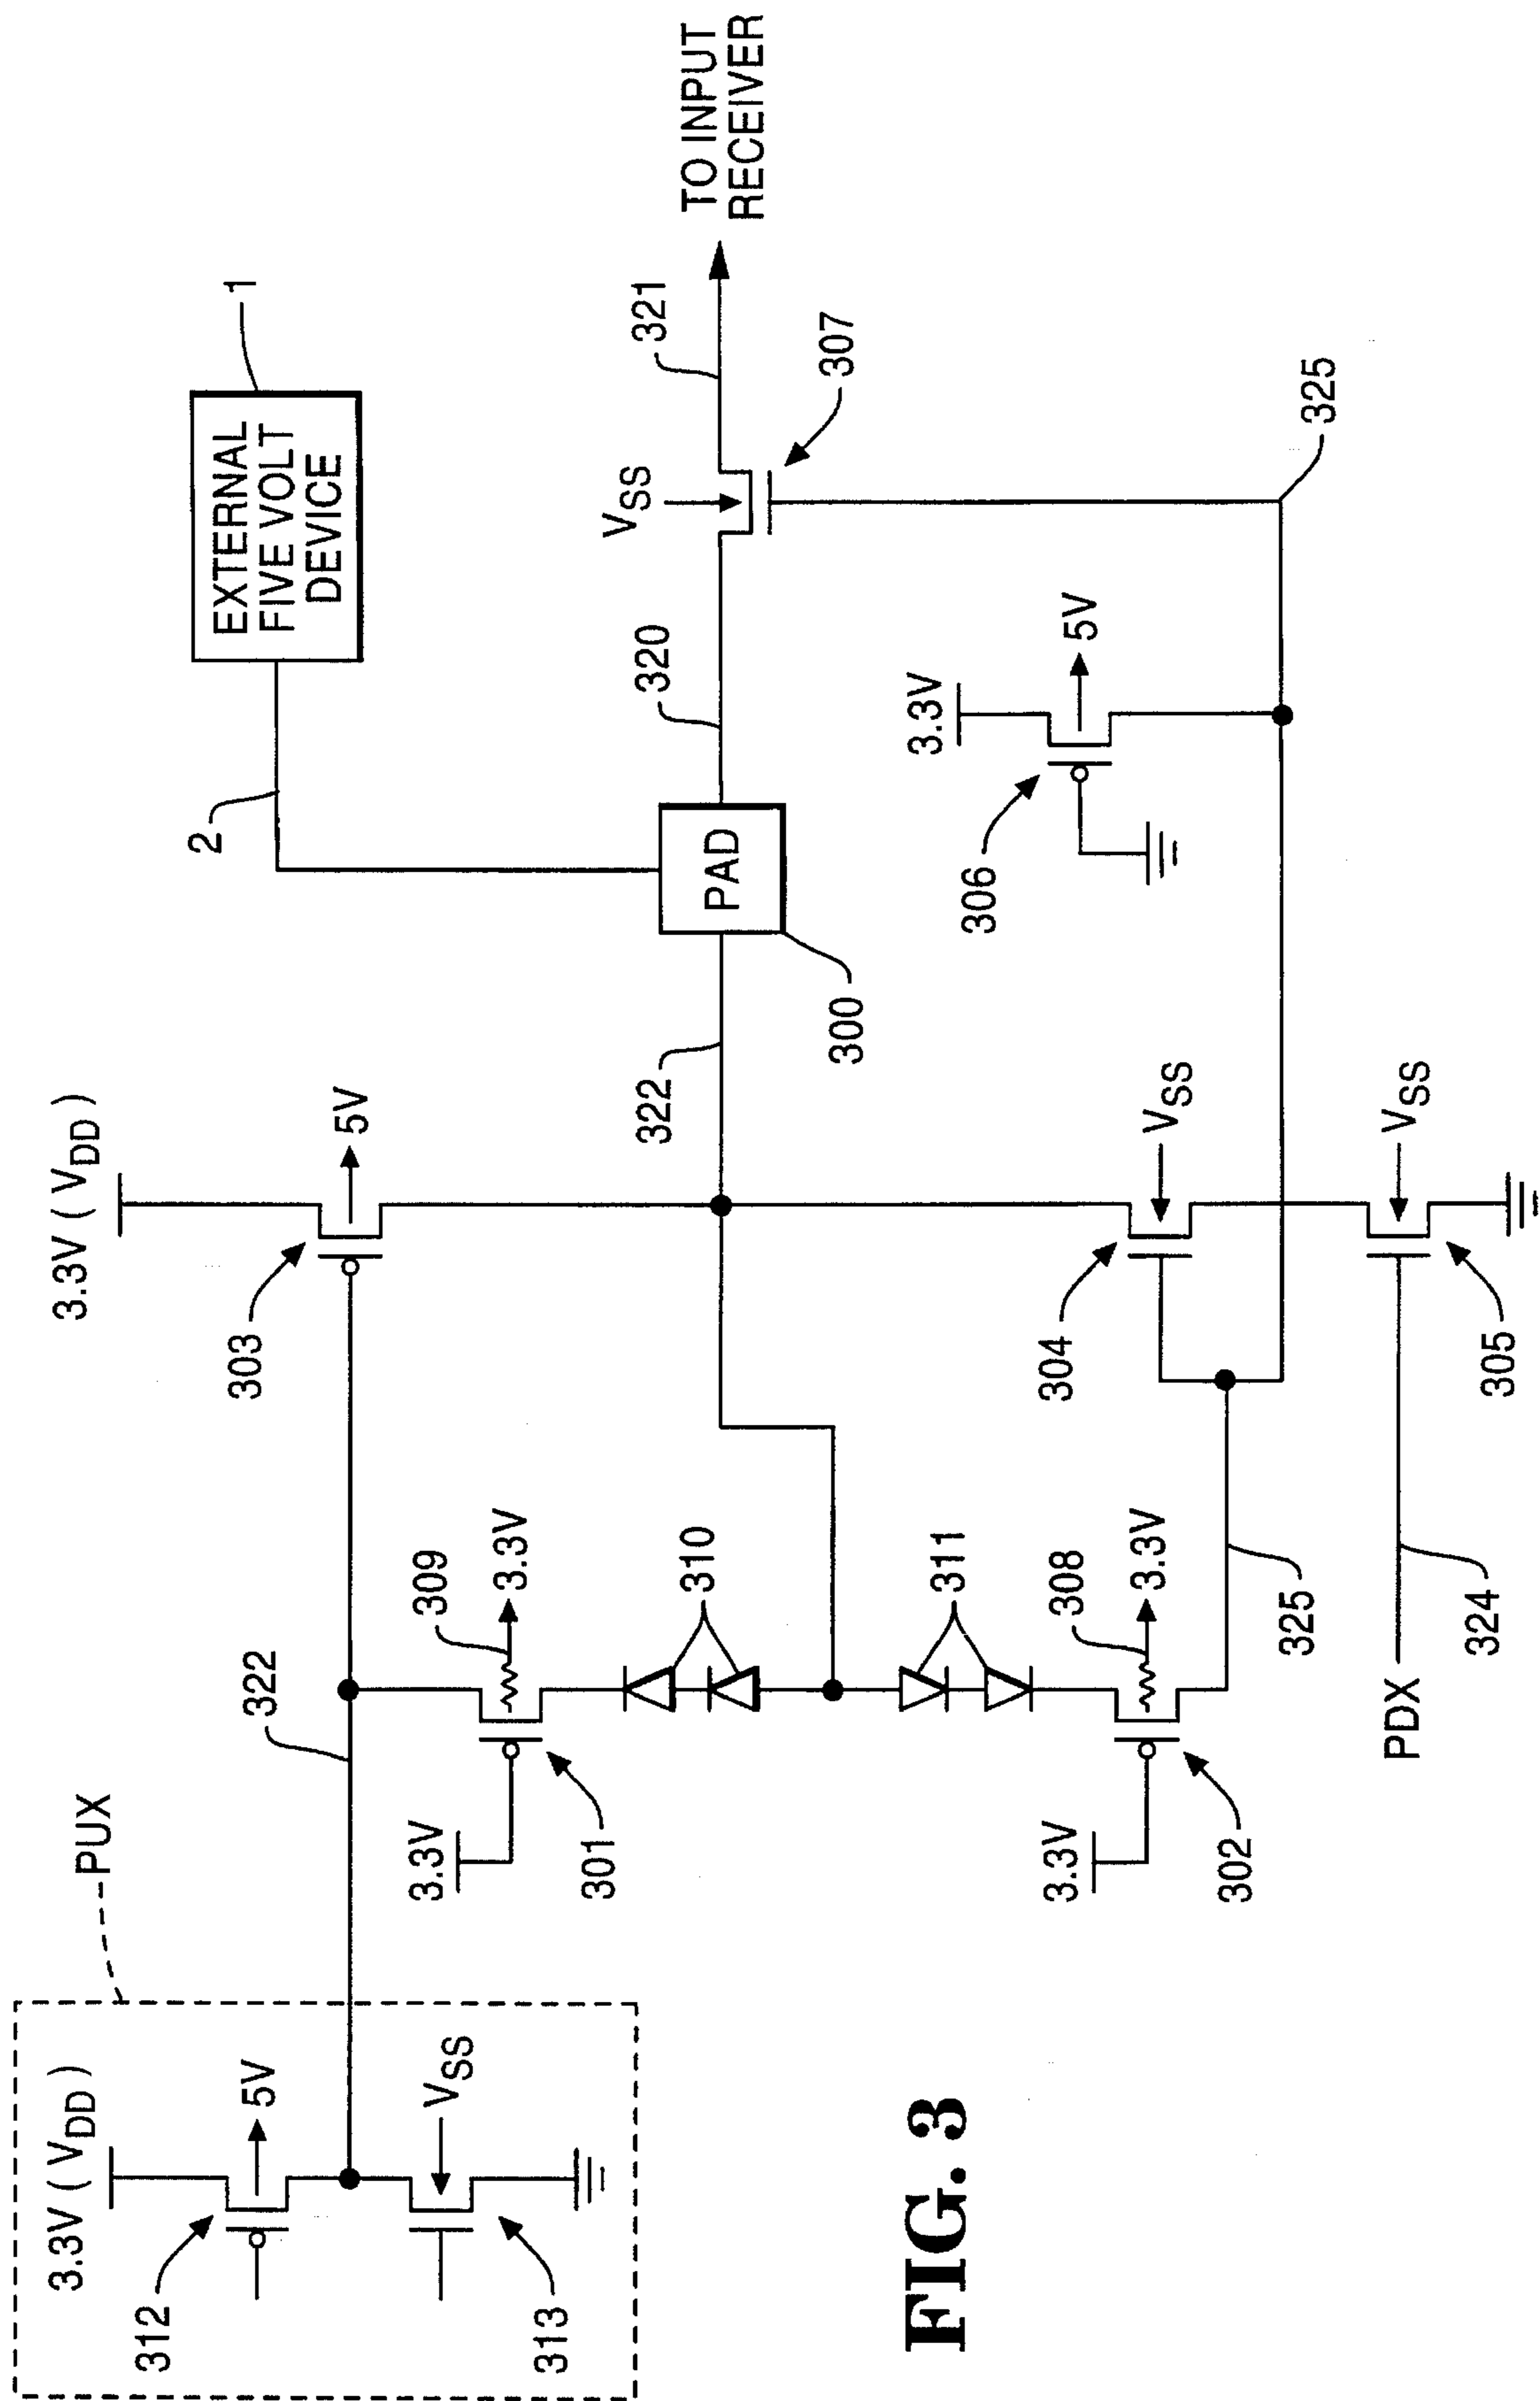 3.3V ( VDD )
312
5V
VSS
313
PUX
322
3.3V
301
309
3.3V
310
311
3.3V
302
308
3.3V
325
PDX
324
3.3V ( VDD )
303
5V
304
VSS
305
VSS
322
PAD
300
2
EXTERNAL
FIVE VOLT
DEVICE
1
320
VSS
307
321
TO INPUT
RECEIVER
3.3V
306
5V
325
FIG. 3